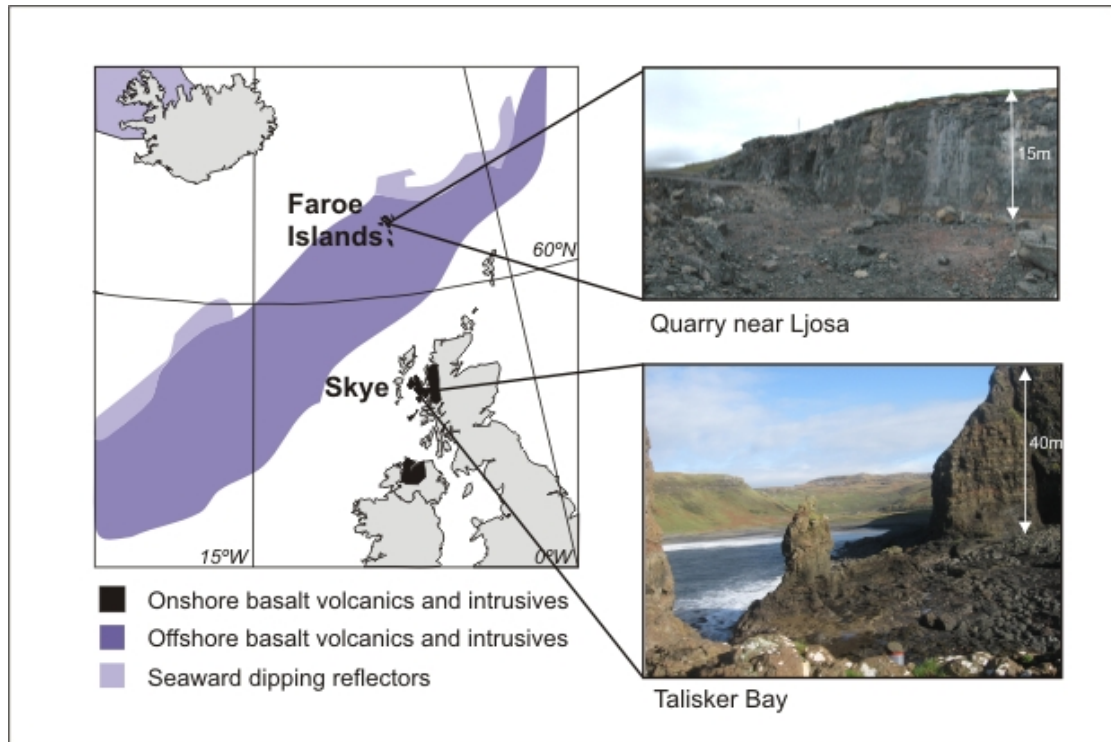 Faroe
Islands
60ºN
Skye
15ºW
0ºW
Onshore basalt volcanics and intrusives
Offshore basalt volcanics and intrusives
Seaward dipping reflectors
15m
Quarry near Ljosa
40m
Talisker Bay